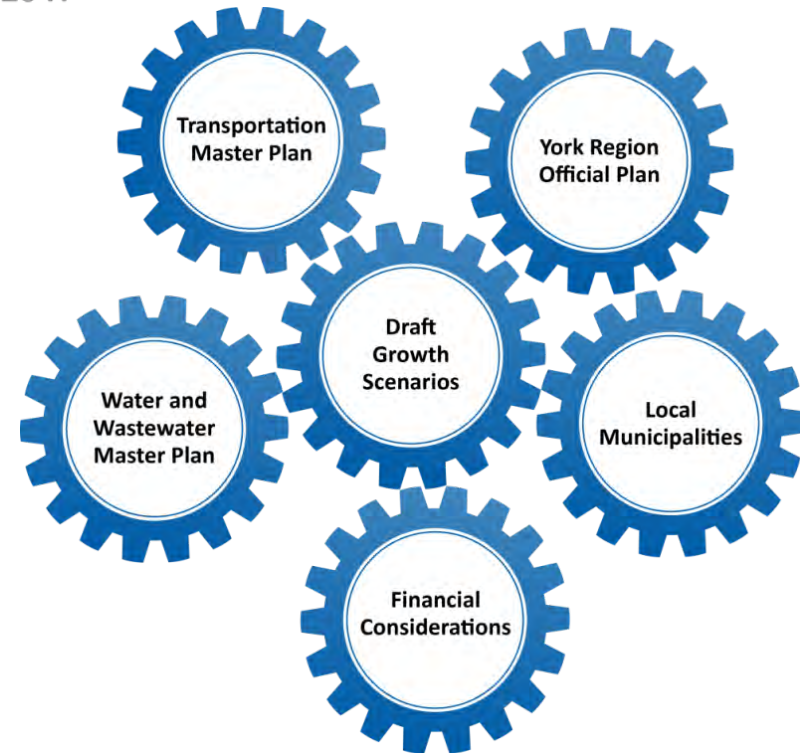 Transportation
Master Plan
York Region
Official Plan
Draft
Growth
Scenarios
Water and
Wastewater
Master Plan
Local
Municipalities
Financial
Considerations